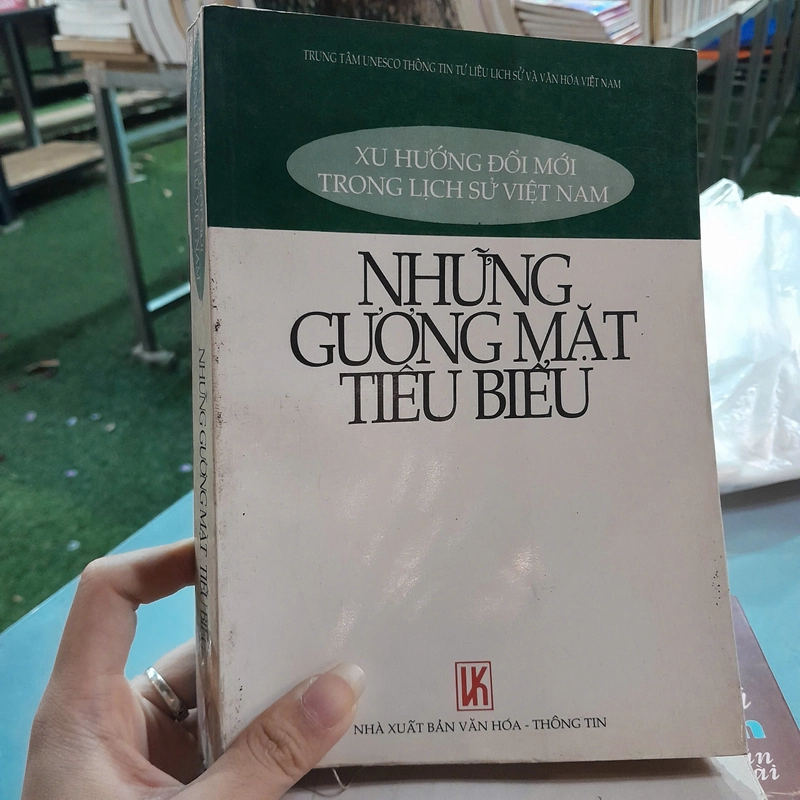 TRUNG TÂM UNESCO THÔNG TIN TƯ LIỆU LỊCH SỬ VÀ VĂN HÓA VIỆT NAM
XU HƯỚNG ĐỔI MỚI
TRONG LỊCH SỬ VIỆT NAM
NHỮNG
GƯƠNG MẶT
TIÊU BIỂU
NHÀ XUẤT BẢN VĂN HÓA - THÔNG TIN
NHỮNG GƯƠNG MẶT TIÊU BIỂU